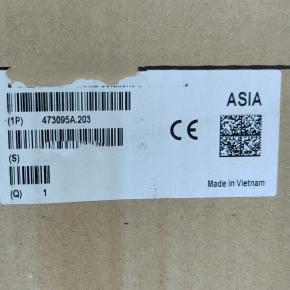 ASIA
(1P) 473095A.203
CE
(S)
Made in Vietnam
(Q) 1